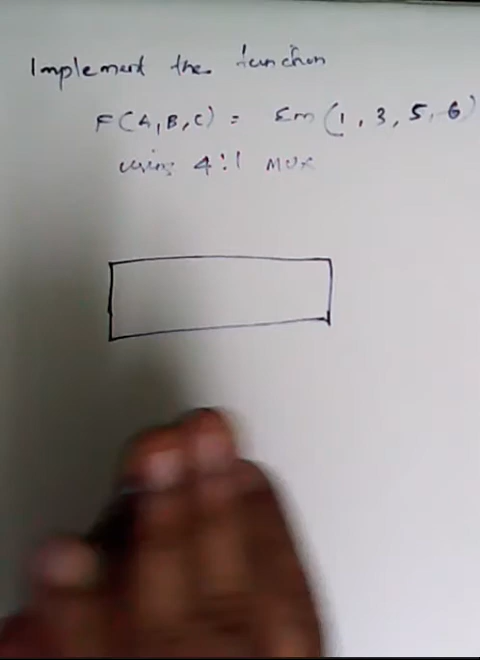 Implement the function
F(A,B,C) = Σm (1, 3, 5, 6)
using 4:1 MUX